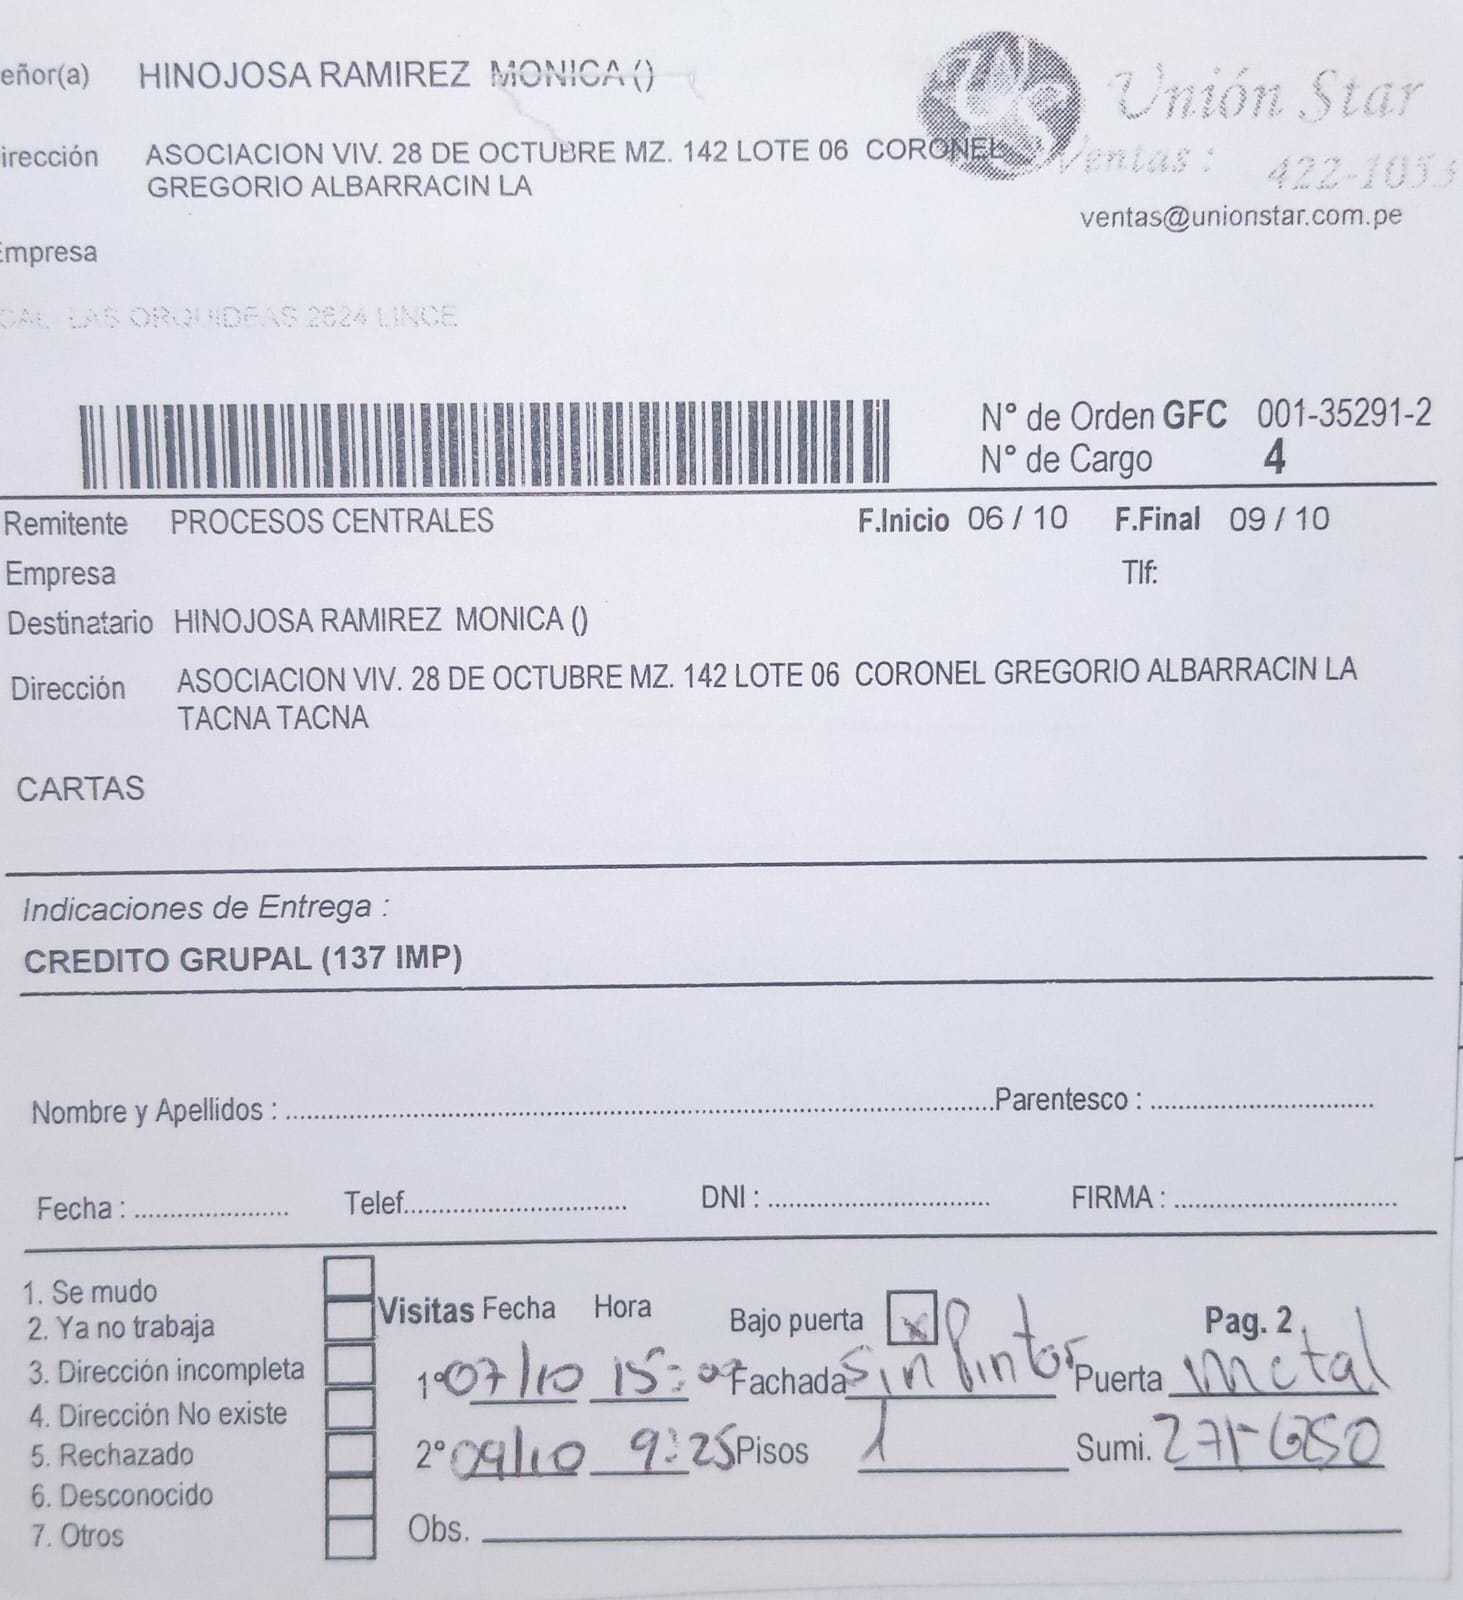 eñor(a) HINOJOSA RAMIREZ MONICA ()
Unión Star
irección ASOCIACION VIV. 28 DE OCTUBRE MZ. 142 LOTE 06 CORONEL
GREGORIO ALBARRACIN LA
Ventas : 422-1053
ventas@unionstar.com.pe
Empresa
CAL. LAS ORQUIDEAS 2624 LINCE
N° de Orden GFC 001-35291-2
N° de Cargo 4
Remitente PROCESOS CENTRALES F.Inicio 06 / 10 F.Final 09 / 10
Empresa Tlf:
Destinatario HINOJOSA RAMIREZ MONICA ()
Dirección ASOCIACION VIV. 28 DE OCTUBRE MZ. 142 LOTE 06 CORONEL GREGORIO ALBARRACIN LA
TACNA TACNA
CARTAS
Indicaciones de Entrega :
CREDITO GRUPAL (137 IMP)
Nombre y Apellidos : Parentesco :
Fecha : Telef. DNI : FIRMA :
1. Se mudo
2. Ya no trabaja
3. Dirección incompleta
4. Dirección No existe
5. Rechazado
6. Desconocido
7. Otros
Visitas Fecha Hora Bajo puerta x Pag. 2
1° 07/10 15: Fachada sin Pintar Puerta metal
2° 09/10 9:25 Pisos 1 Sumi.
Obs.